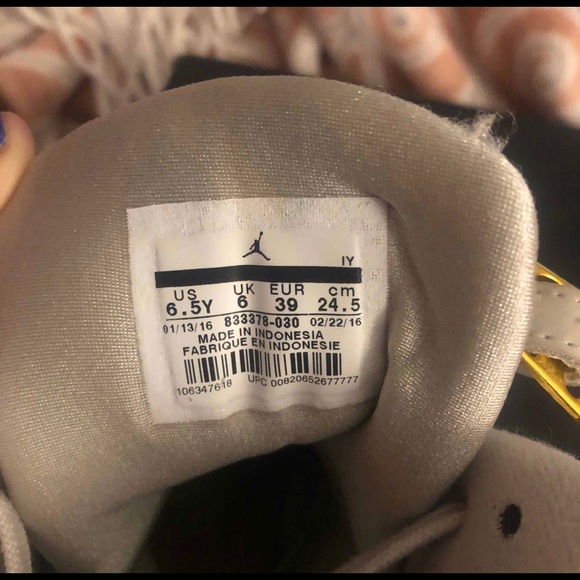 IY
US UK EUR cm
6.5Y 6 39 24.5
01/13/16 833378-030 02/22/16
MADE IN INDONESIA
FABRIQUE EN INDONESIE
106347618 UPC 00820652677777